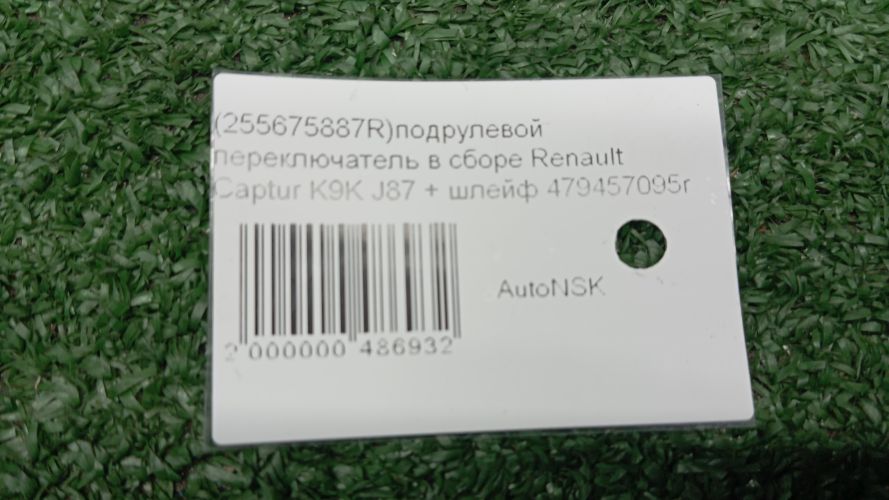 (255675887R)подрулевой
переключатель в сборе Renault
Captur K9K J87 + шлейф 479457095r
AutoNSK
2 000000 486932